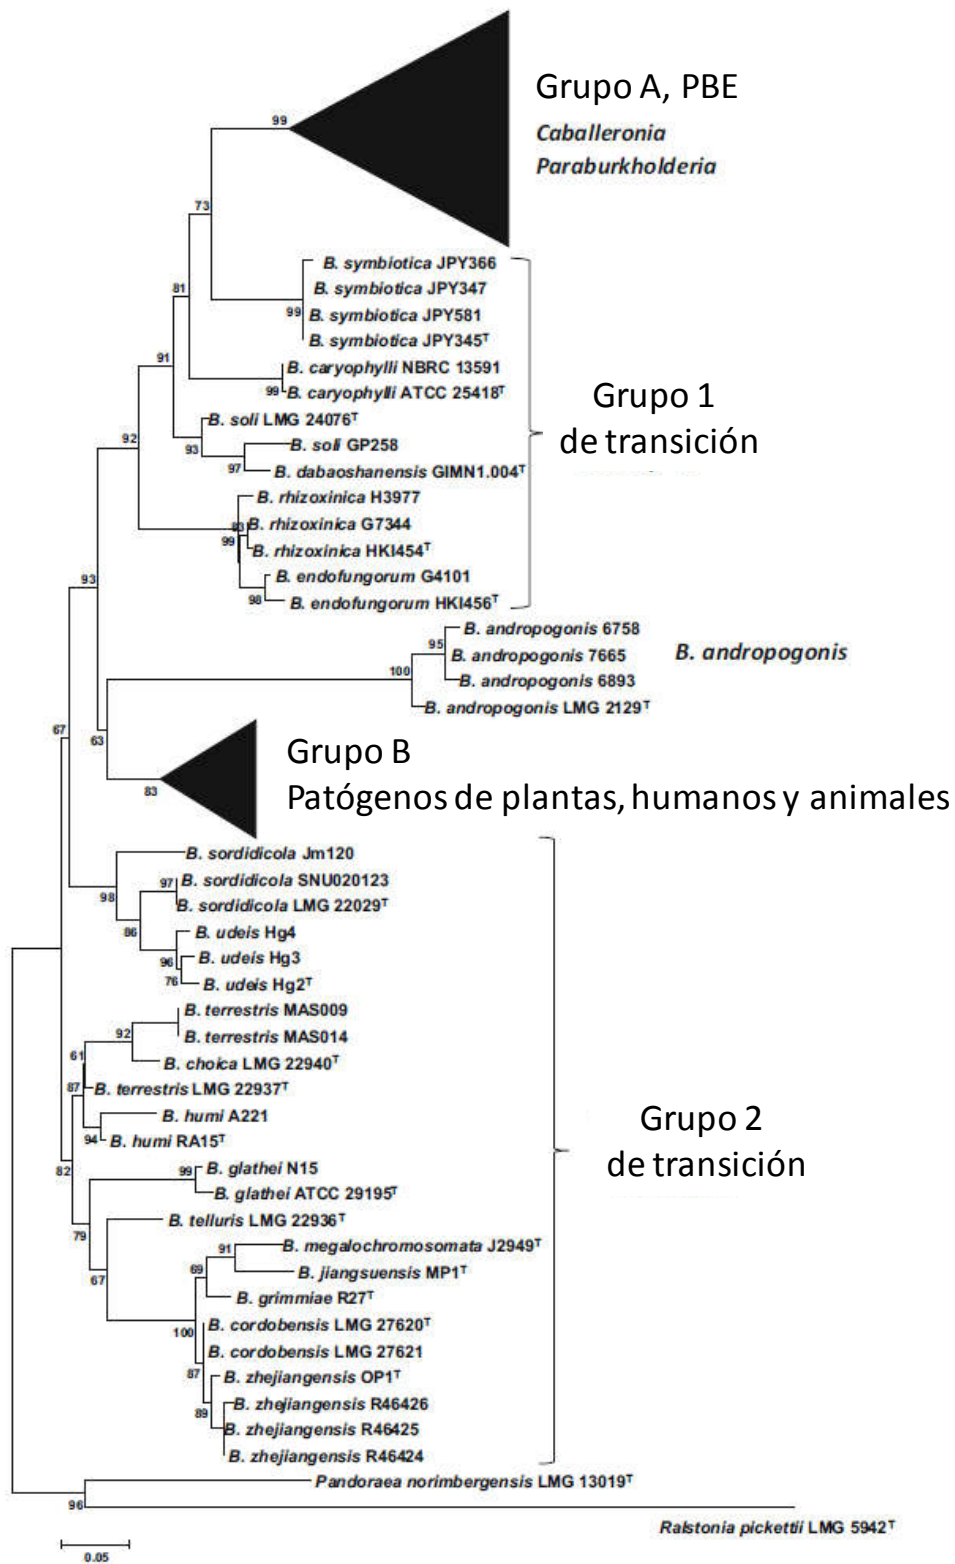 Grupo A, PBE
Caballeronia
Paraburkholderia
99
73
B. symbiotica JPY366
81
B. symbiotica JPY347
99
B. symbiotica JPY581
B. symbiotica JPY345ᵀ
91
B. caryophylli NBRC 13591
99
B. caryophylli ATCC 25418ᵀ
Grupo 1
de transición
B. soli LMG 24076ᵀ
92
93
B. soli GP258
97
B. dabaoshanensis GIMN1.004ᵀ
B. rhizoxinica H3977
83
B. rhizoxinica G7344
99
B. rhizoxinica HKI454ᵀ
93
B. endofungorum G4101
98
B. endofungorum HKI456ᵀ
B. andropogonis 6758
95
B. andropogonis 7665
B. andropogonis
100
B. andropogonis 6893
B. andropogonis LMG 2129ᵀ
67
63
Grupo B
83
Patógenos de plantas, humanos y animales
B. sordidicola Jm120
97
B. sordidicola SNU020123
98
B. sordidicola LMG 22029ᵀ
86
B. udeis Hg4
96
B. udeis Hg3
76
B. udeis Hg2ᵀ
B. terrestris MAS009
92
B. terrestris MAS014
61
B. choica LMG 22940ᵀ
87
B. terrestris LMG 22937ᵀ
B. humi A221
94
B. humi RA15ᵀ
Grupo 2
de transición
82
99
B. glathei N15
B. glathei ATCC 29195ᵀ
B. telluris LMG 22936ᵀ
79
91
B. megalochromosomata J2949ᵀ
67
69
B. jiangsuensis MP1ᵀ
B. grimmiae R27ᵀ
100
B. cordobensis LMG 27620ᵀ
B. cordobensis LMG 27621
87
B. zhejiangensis OP1ᵀ
89
B. zhejiangensis R46426
B. zhejiangensis R46425
B. zhejiangensis R46424
Pandoraea norimbergensis LMG 13019ᵀ
96
Ralstonia pickettii LMG 5942ᵀ
0.05